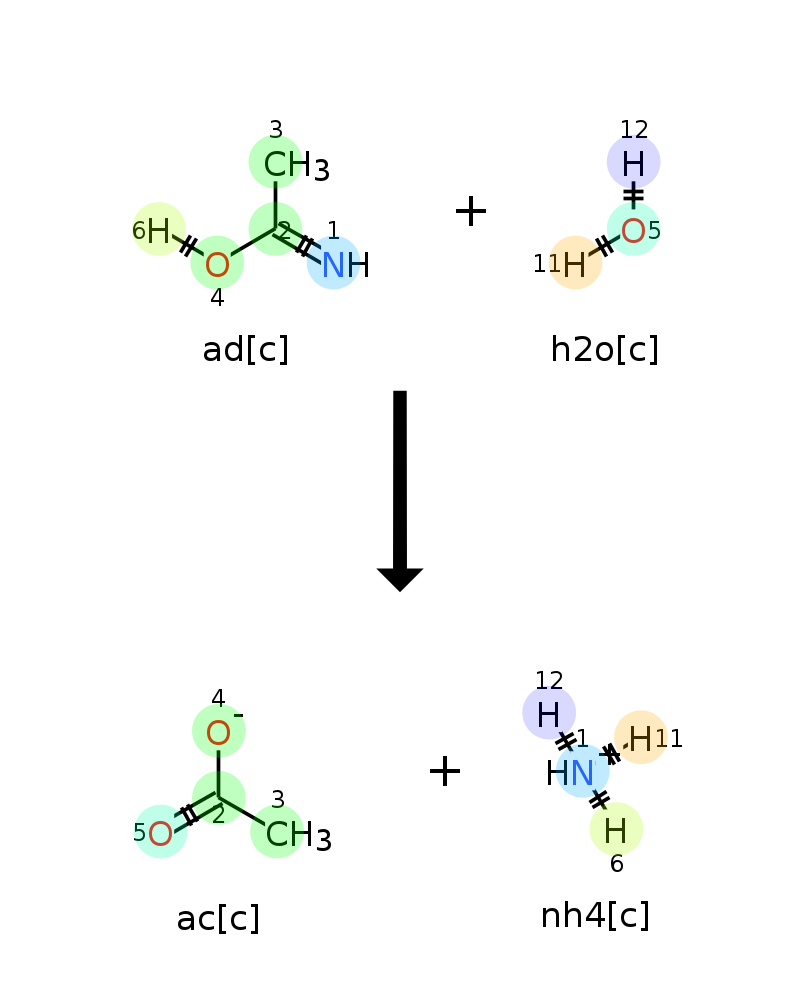 3
CH3
6H
2
1
NH
O
4
+
12
H
O5
11H
ad[c]
h2o[c]
4
O-
3
5O
2
CH3
+
12
H
1
H11
HN+
H
6
ac[c]
nh4[c]